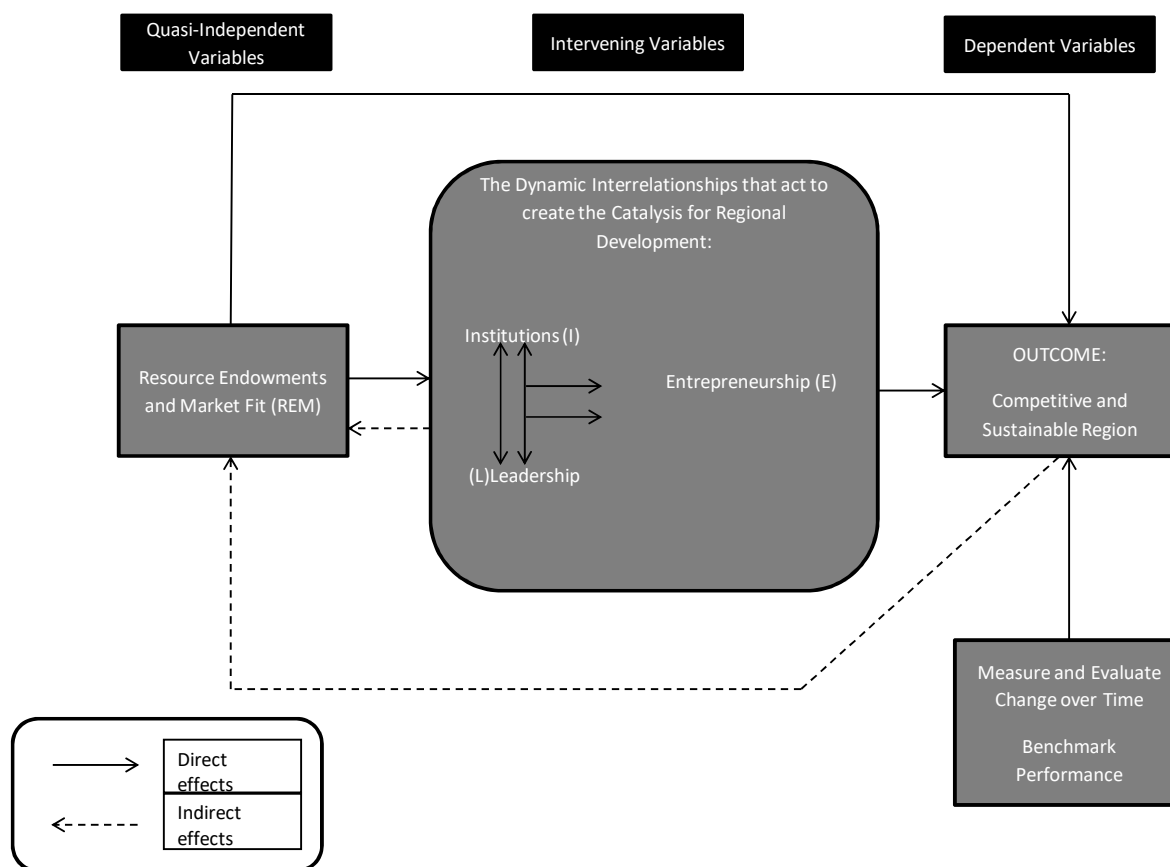 Quasi-Independent
Variables
Intervening Variables
Dependent Variables
The Dynamic Interrelationships that act to
create the Catalysis for Regional
Development:
Institutions (I)
Resource Endowments
and Market Fit (REM)
Entrepreneurship (E)
(L)Leadership
OUTCOME:
Competitive and
Sustainable Region
Measure and Evaluate
Change over Time
Benchmark
Performance
Direct
effects
Indirect
effects